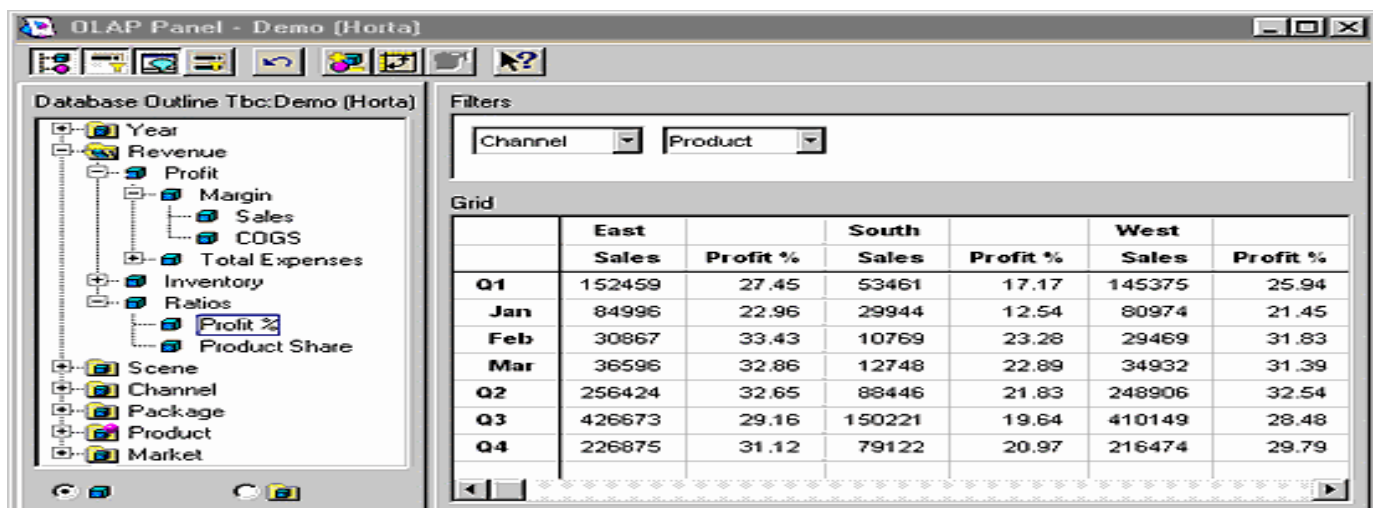 OLAP Panel - Demo (Horta)
Database Outline Tbc:Demo (Horta)
Year
Revenue
Profit
Margin
Sales
COGS
Total Expenses
Inventory
Ratios
Profit %
Product Share
Scene
Channel
Package
Product
Market
Filters
Channel Product
Grid
East South West
Sales Profit % Sales Profit % Sales Profit %
Q1 152459 27.45 53461 17.17 145375 25.94
Jan 84996 22.96 29944 12.54 80974 21.45
Feb 30867 33.43 10769 23.28 29469 31.83
Mar 36596 32.86 12748 22.89 34932 31.39
Q2 256424 32.65 88446 21.83 248906 32.54
Q3 426673 29.16 150221 19.64 410149 28.48
Q4 226875 31.12 79122 20.97 216474 29.79